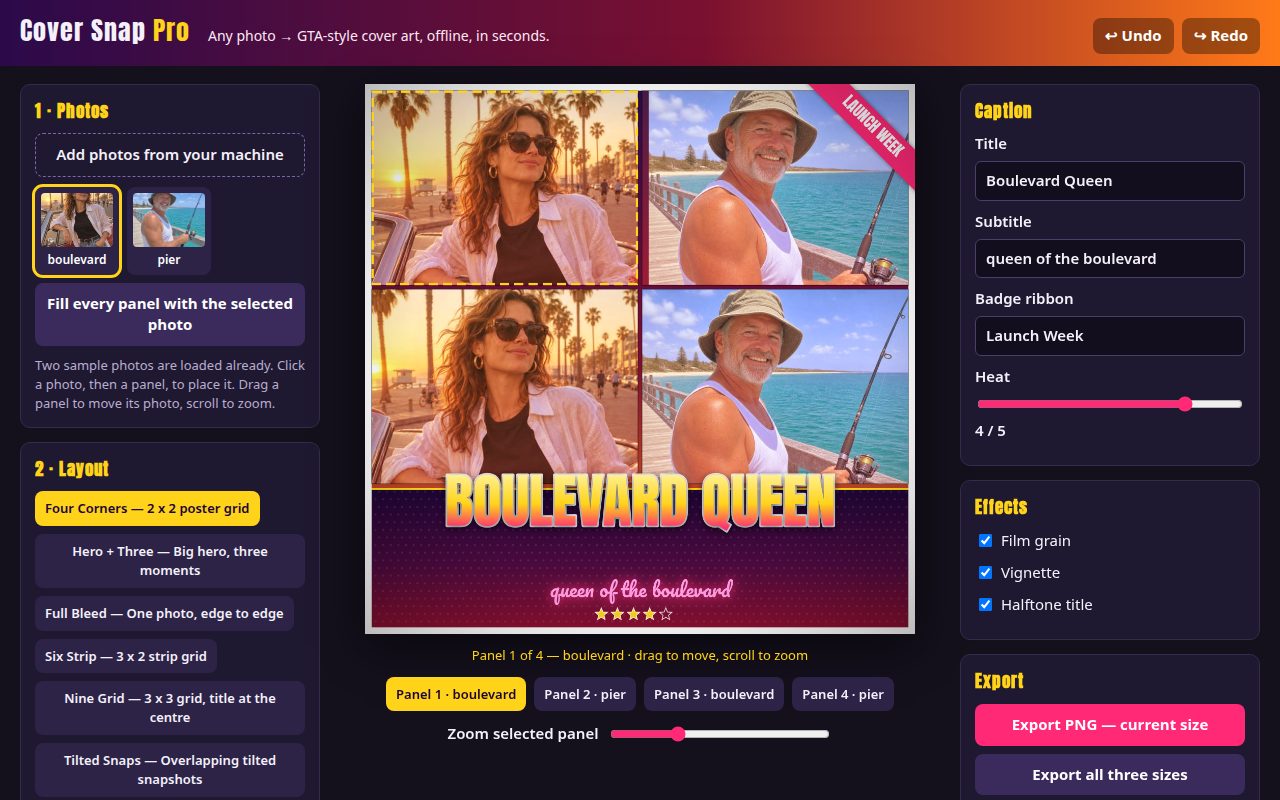 Cover Snap Pro
Any photo → GTA-style cover art, offline, in seconds.
↩ Undo
↪ Redo
1 · Photos
Add photos from your machine
boulevard
pier
Fill every panel with the selected
photo
Two sample photos are loaded already. Click
a photo, then a panel, to place it. Drag a
panel to move its photo, scroll to zoom.
2 · Layout
Four Corners — 2 x 2 poster grid
Hero + Three — Big hero, three
moments
Full Bleed — One photo, edge to edge
Six Strip — 3 x 2 strip grid
Nine Grid — 3 x 3 grid, title at the
centre
Tilted Snaps — Overlapping tilted
snapshots
LAUNCH WEEK
BOULEVARD QUEEN
queen of the boulevard
Panel 1 of 4 — boulevard · drag to move, scroll to zoom
Panel 1 · boulevard
Panel 2 · pier
Panel 3 · boulevard
Panel 4 · pier
Zoom selected panel
Caption
Title
Boulevard Queen
Subtitle
queen of the boulevard
Badge ribbon
Launch Week
Heat
4 / 5
Effects
Film grain
Vignette
Halftone title
Export
Export PNG — current size
Export all three sizes